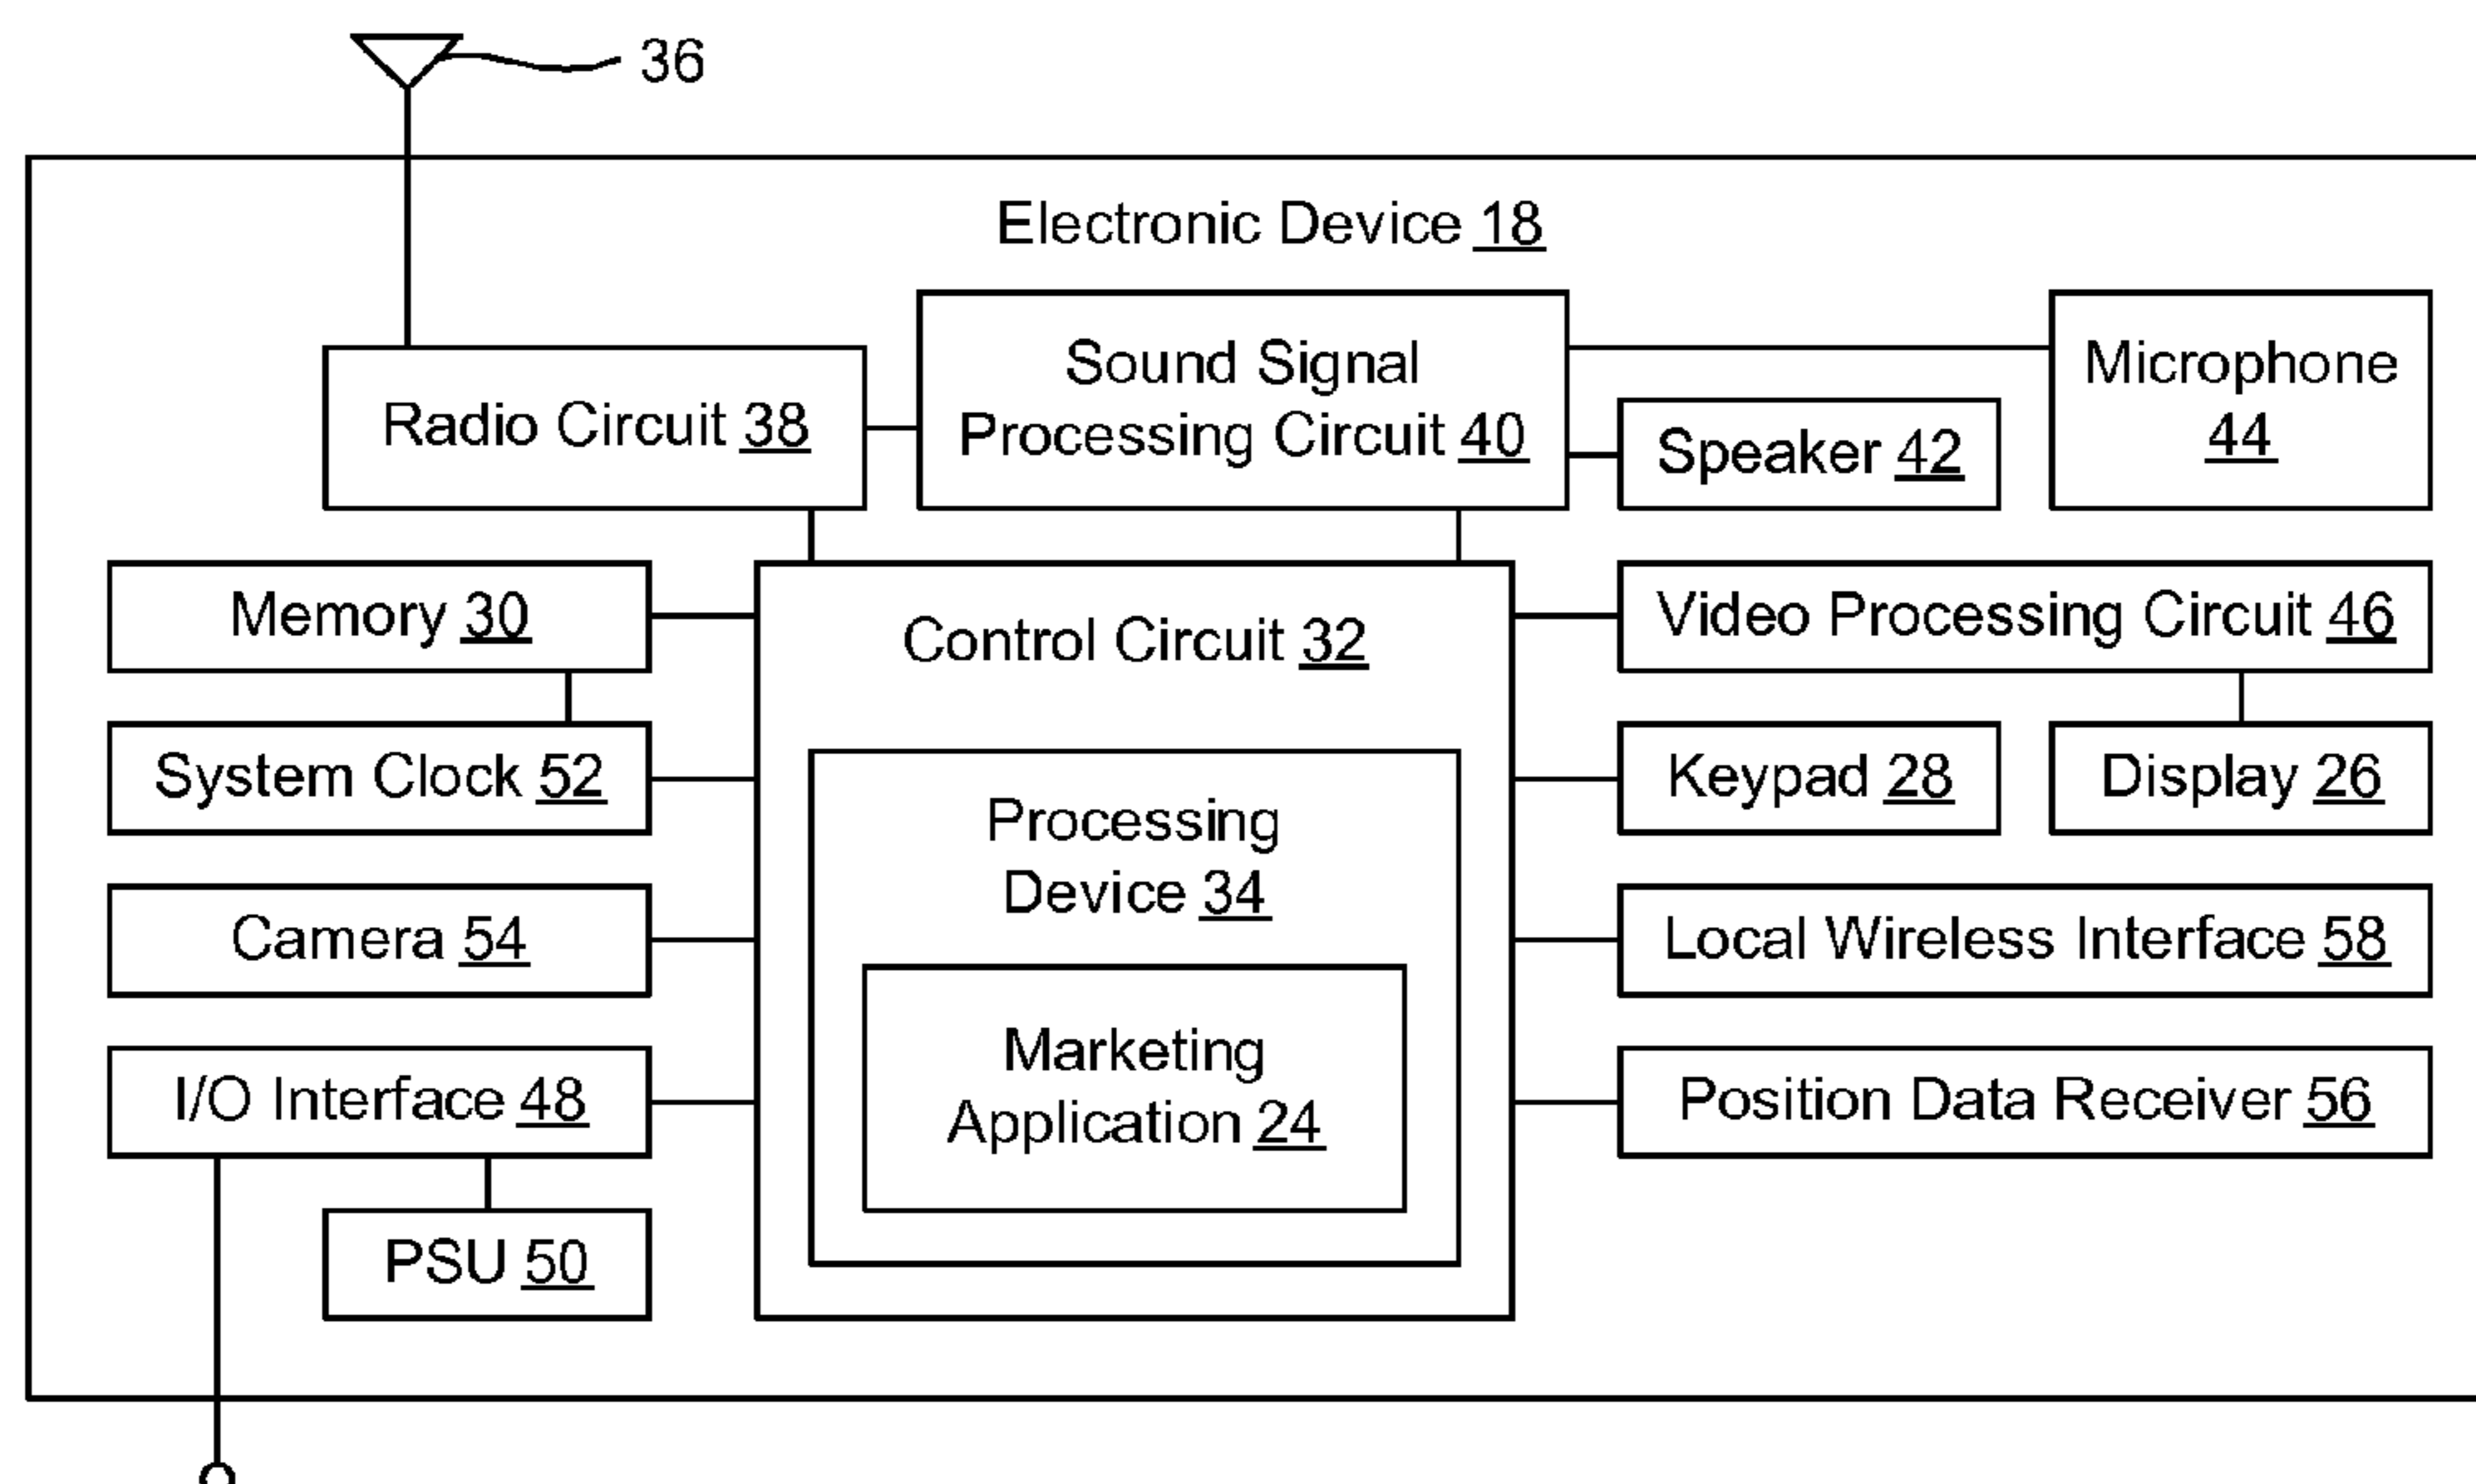 36
Electronic Device 18
Sound Signal
Processing Circuit 40
Microphone
44
Radio Circuit 38
Speaker 42
Memory 30
Control Circuit 32
Video Processing Circuit 46
System Clock 52
Keypad 28
Display 26
Processing
Device 34
Camera 54
Local Wireless Interface 58
Marketing
Application 24
I/O Interface 48
Position Data Receiver 56
PSU 50